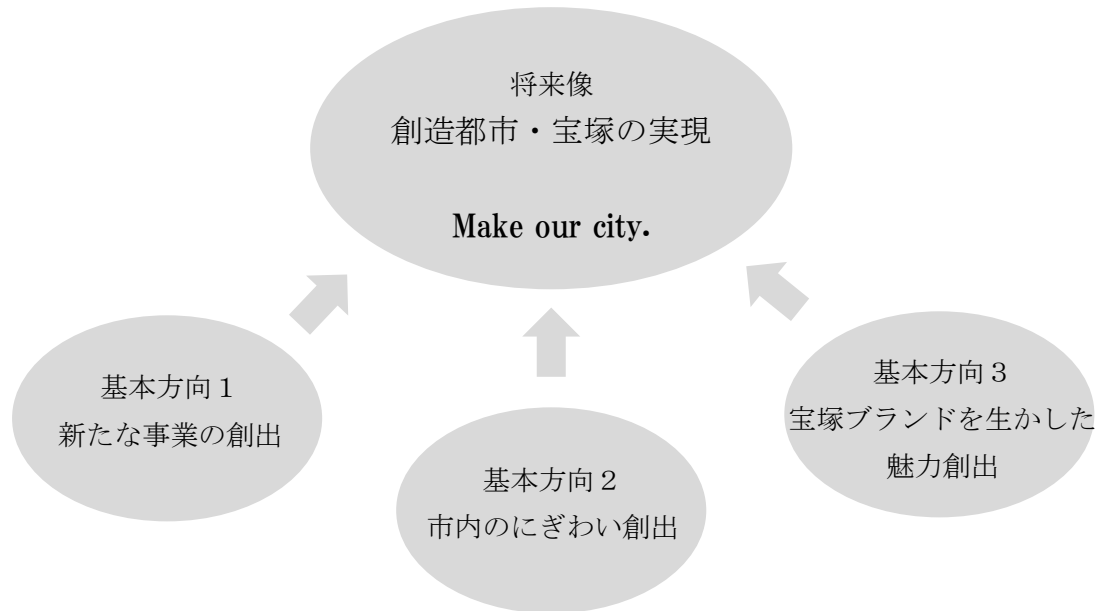 将来像
創造都市・宝塚の実現
Make our city.
基本方向１
新たな事業の創出
基本方向２
市内のにぎわい創出
基本方向３
宝塚ブランドを生かした
魅力創出